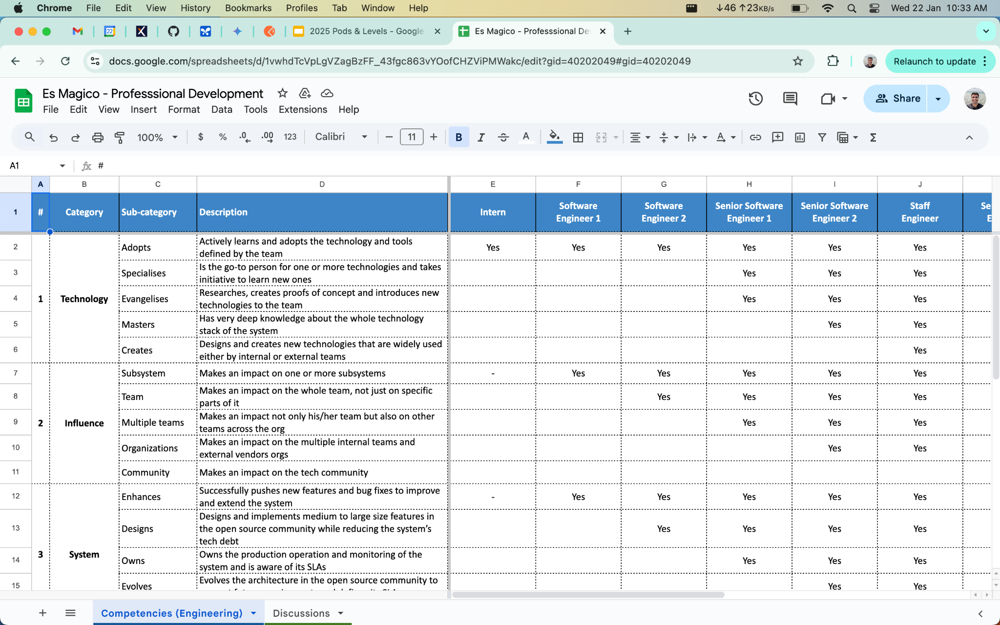 Chrome File Edit View History Bookmarks Profiles Tab Window Help ↓46 ↑23KB/s Wed 22 Jan 10:33 AM
22 2025 Pods & Levels - Google Es Magico - Professsional De
docs.google.com/spreadsheets/d/1vwhdTcVpLgVZagBzFF_43fgc863vYOofCHZViPMWakc/edit?gid=40202049#gid=40202049 Relaunch to update
Es Magico - Professsional Development
File Edit View Insert Format Data Tools Extensions Help Share
100% $ % .0 .00 123 Calibri 11 B I A
A1 fx #
A B C D E F G H I J
1 # Category Sub-category Description Intern Software Engineer 1 Software Engineer 2 Senior Software Engineer 1 Senior Software Engineer 2 Staff Engineer Se E
2 Adopts Actively learns and adopts the technology and tools defined by the team Yes Yes Yes Yes Yes Yes
3 Specialises Is the go-to person for one or more technologies and takes initiative to learn new ones Yes Yes Yes
4 1 Technology Evangelises Researches, creates proofs of concept and introduces new technologies to the team Yes Yes Yes
5 Masters Has very deep knowledge about the whole technology stack of the system Yes Yes
6 Creates Designs and creates new technologies that are widely used either by internal or external teams Yes
7 Subsystem Makes an impact on one or more subsystems - Yes Yes Yes Yes Yes
8 Team Makes an impact on the whole team, not just on specific parts of it Yes Yes Yes Yes
9 2 Influence Multiple teams Makes an impact not only his/her team but also on other teams across the org Yes Yes Yes
10 Organizations Makes an impact on the multiple internal teams and external vendors orgs Yes Yes
11 Community Makes an impact on the tech community
12 Enhances Successfully pushes new features and bug fixes to improve and extend the system - Yes Yes Yes Yes Yes
13 Designs Designs and implements medium to large size features in the open source community while reducing the system’s tech debt Yes Yes Yes Yes
14 3 System Owns Owns the production operation and monitoring of the system and is aware of its SLAs Yes Yes Yes
15 Evolves Evolves the architecture in the open source community to Yes Yes
Competencies (Engineering) Discussions